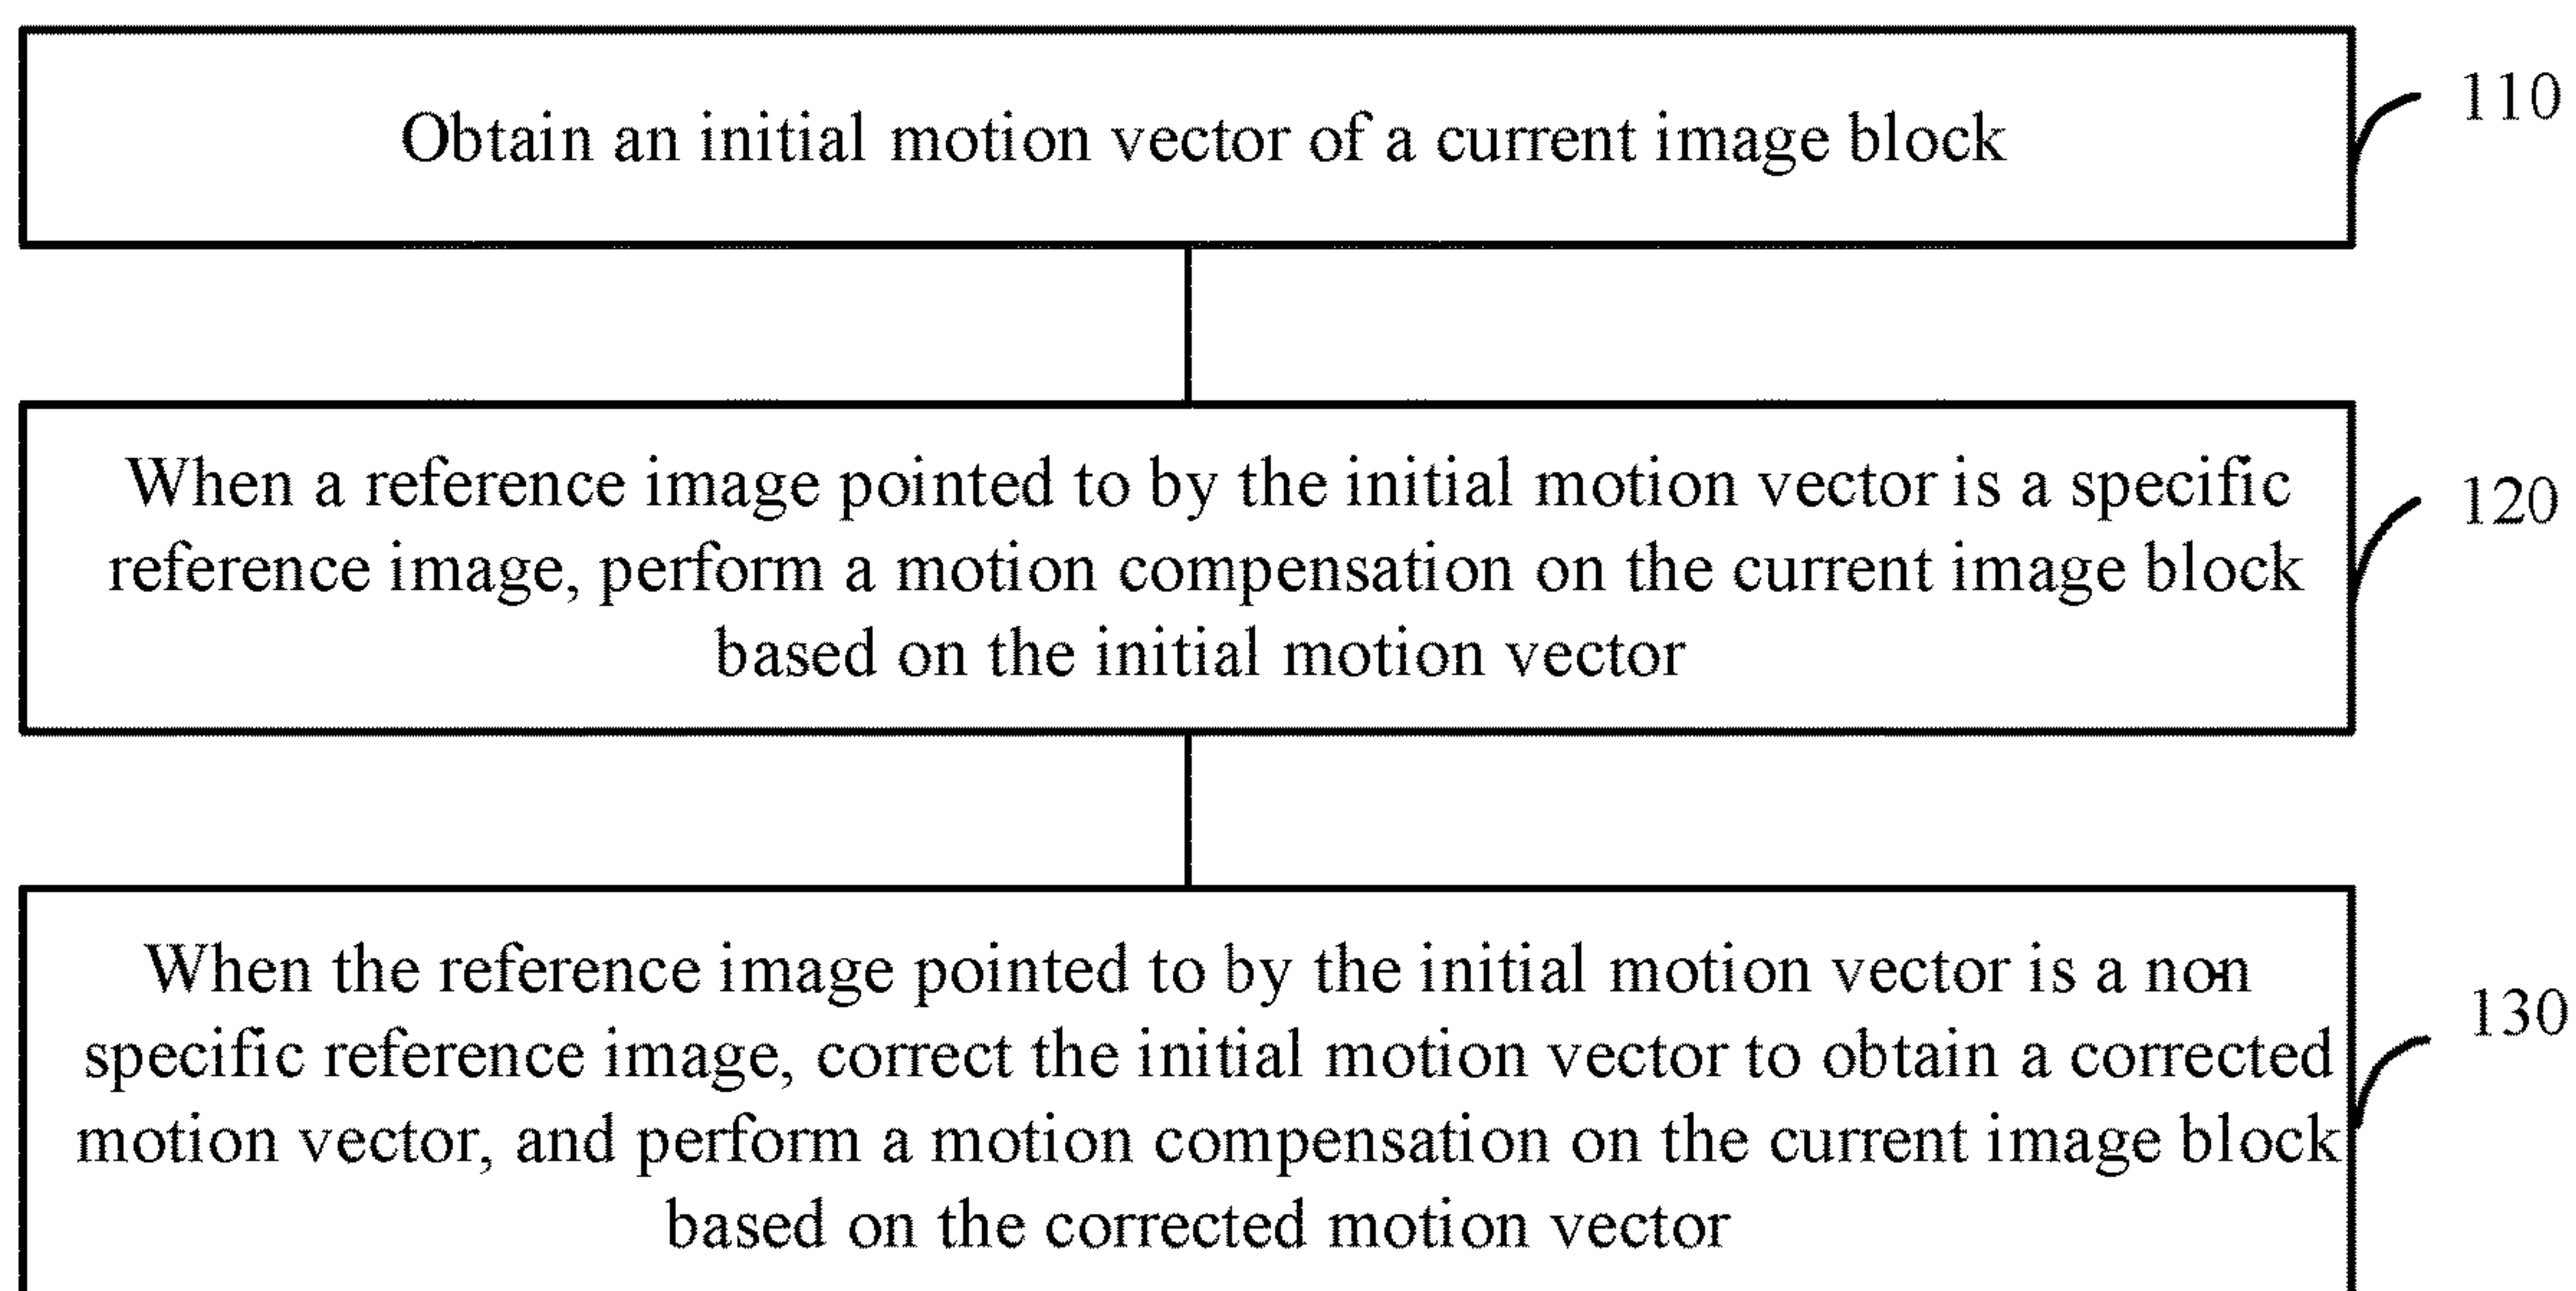 Obtain an initial motion vector of a current image block
110
When a reference image pointed to by the initial motion vector is a specific
reference image, perform a motion compensation on the current image block
based on the initial motion vector
120
When the reference image pointed to by the initial motion vector is a non-
specific reference image, correct the initial motion vector to obtain a corrected
motion vector, and perform a motion compensation on the current image block
based on the corrected motion vector
130